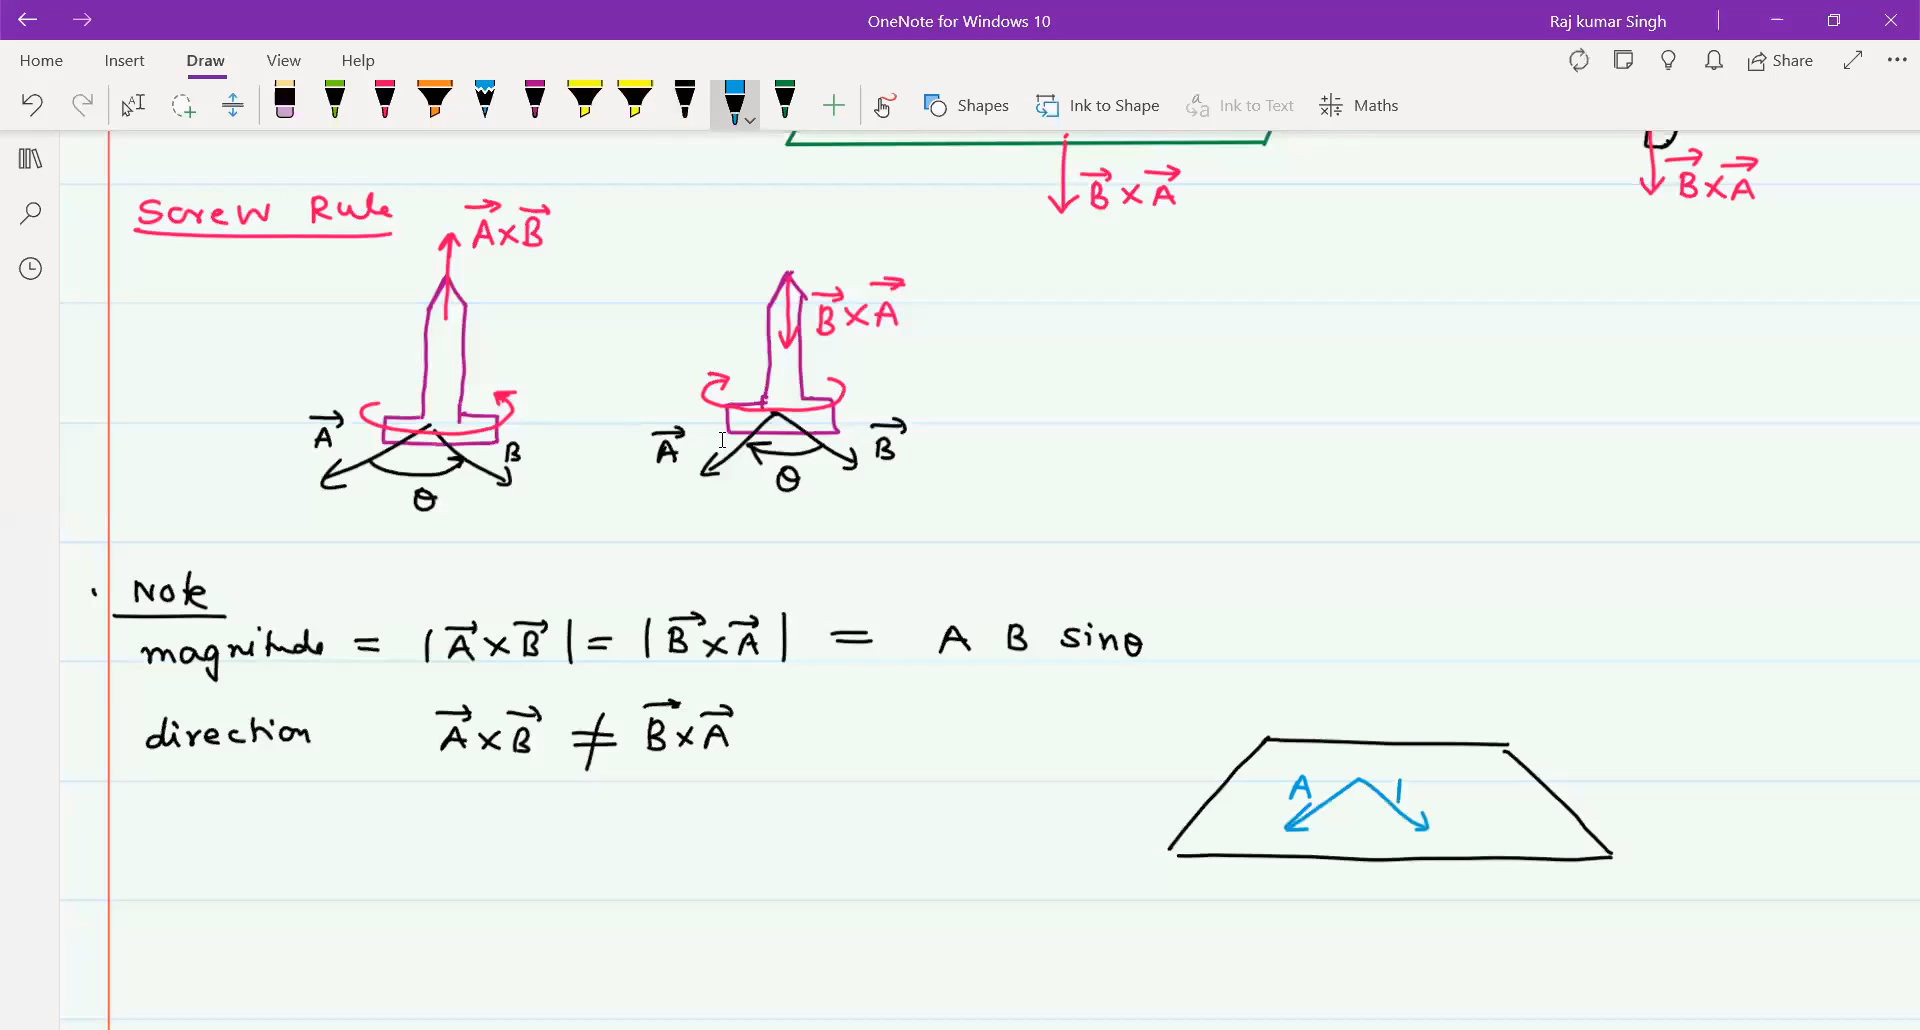 OneNote for Windows 10
Raj kumar Singh
Home Insert Draw View Help
Share
Shapes Ink to Shape Ink to Text Maths
B × A
B × A
Screw Rule
A × B
B × A
A B
θ
A B
θ
Note
magnitude = |A × B| = |B × A| = A B sinθ
direction A × B ≠ B × A
A